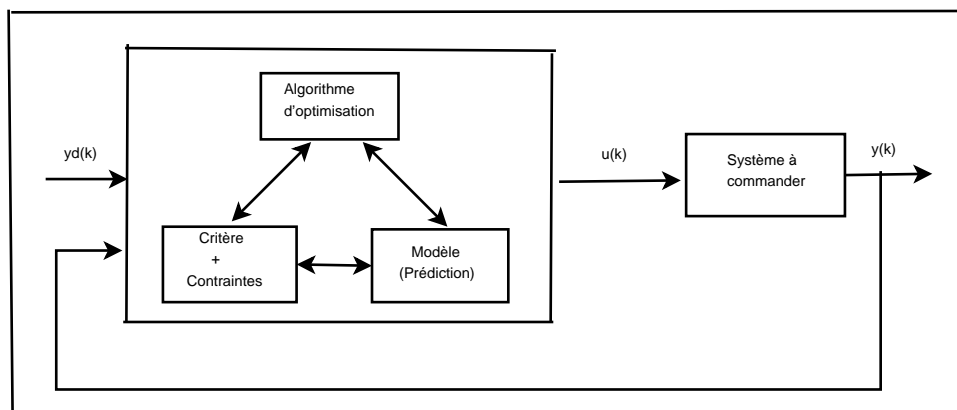 Algorithme
d'optimisation
yd(k)
u(k)
Système à
commander
y(k)
Critère
+
Contraintes
Modèle
(Prédiction)